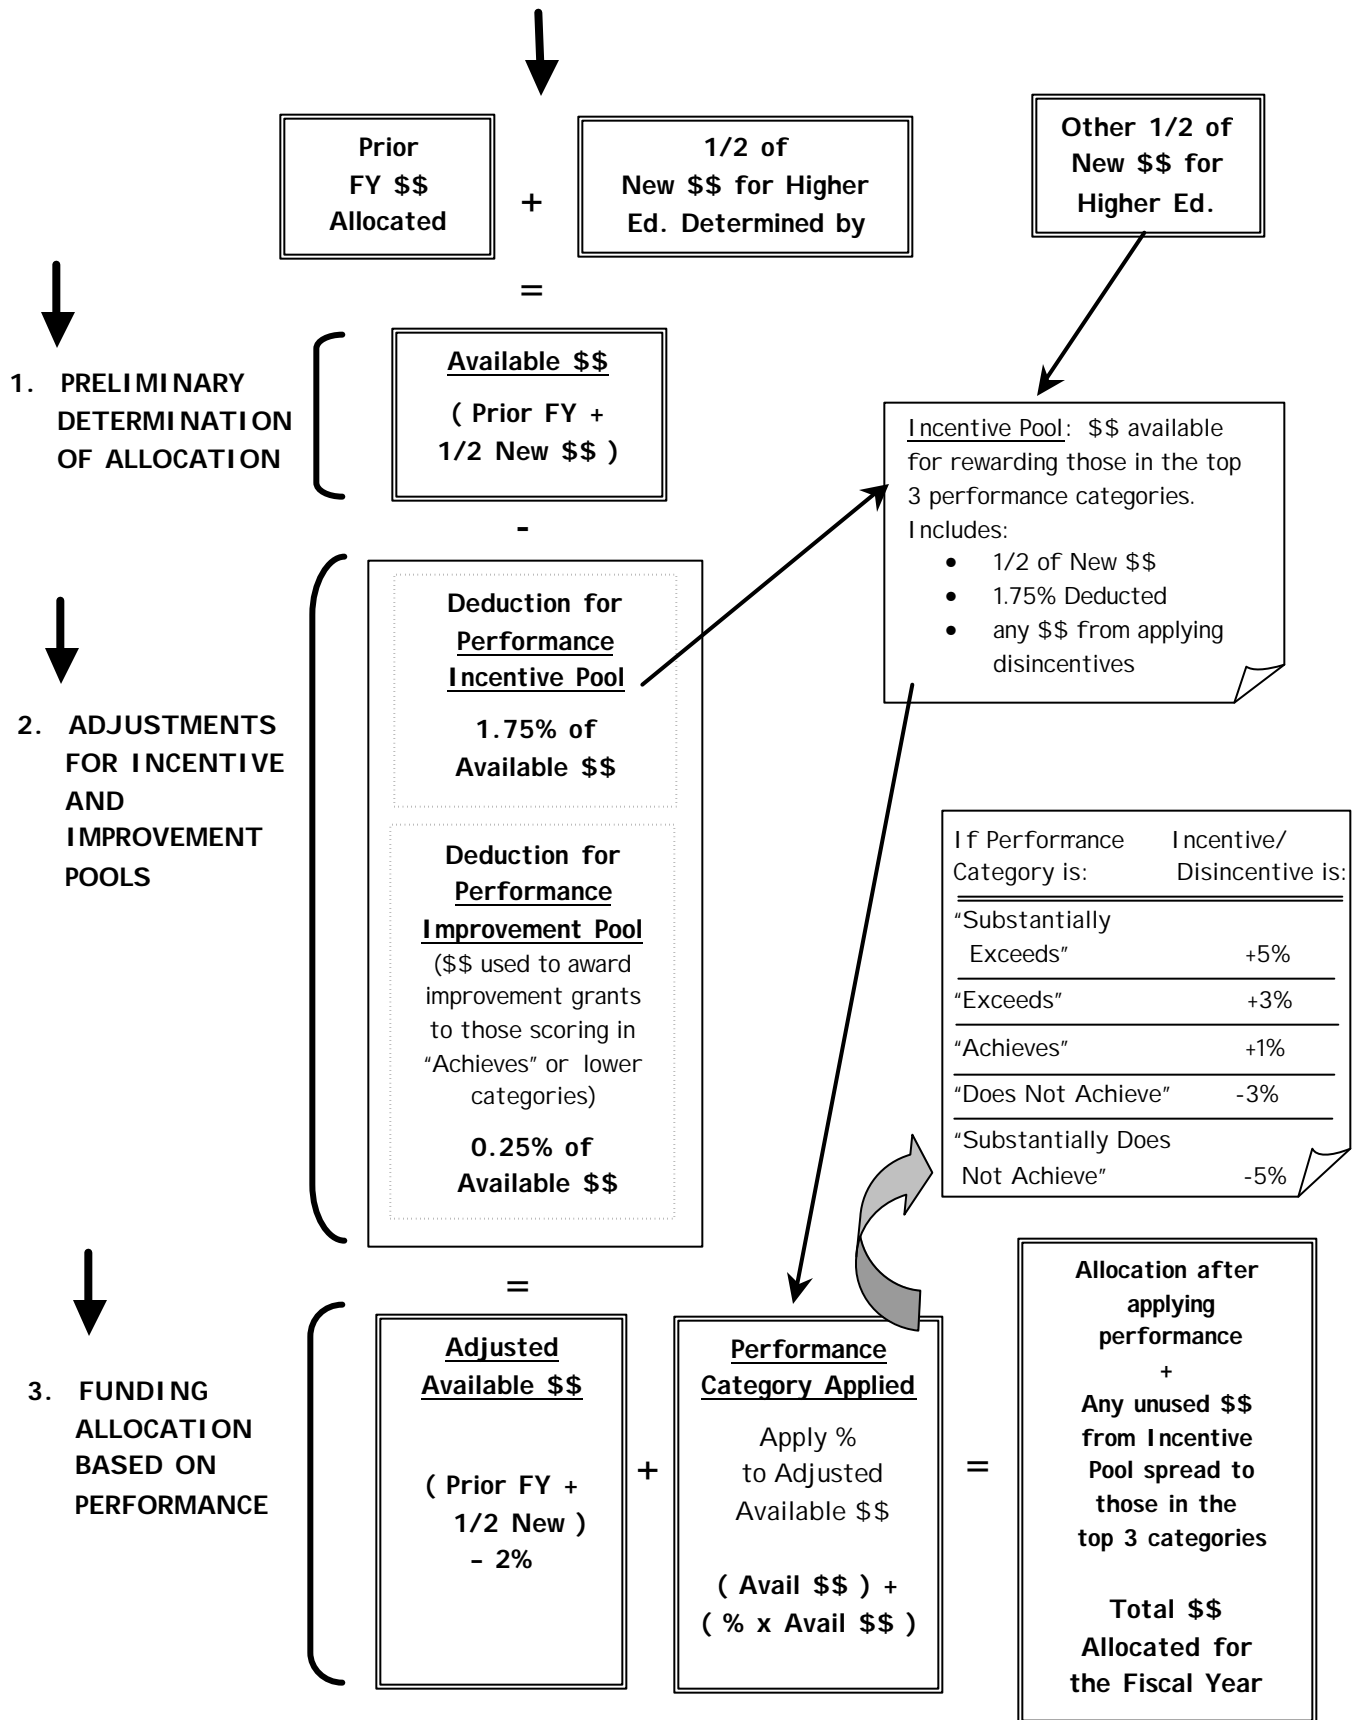 Prior
FY $$
Allocated
+
1/2 of
New $$ for Higher
Ed. Determined by
Other 1/2 of
New $$ for
Higher Ed.
=
1. PRELIMINARY
DETERMINATION
OF ALLOCATION
Available $$
( Prior FY +
1/2 New $$ )
-
Incentive Pool: $$ available
for rewarding those in the top
3 performance categories.
Includes:
• 1/2 of New $$
• 1.75% Deducted
• any $$ from applying
disincentives
2. ADJUSTMENTS
FOR INCENTIVE
AND
IMPROVEMENT
POOLS
Deduction for
Performance
Incentive Pool
1.75% of
Available $$
Deduction for
Performance
Improvement Pool
($$ used to award
improvement grants
to those scoring in
“Achieves” or lower
categories)
0.25% of
Available $$
If Performance Incentive/
Category is: Disincentive is:
“Substantially
Exceeds” +5%
“Exceeds” +3%
“Achieves” +1%
“Does Not Achieve” -3%
“Substantially Does
Not Achieve” -5%
=
3. FUNDING
ALLOCATION
BASED ON
PERFORMANCE
Adjusted
Available $$
( Prior FY +
1/2 New )
– 2%
+
Performance
Category Applied
Apply %
to Adjusted
Available $$
( Avail $$ ) +
( % x Avail $$ )
=
Allocation after
applying
performance
+
Any unused $$
from Incentive
Pool spread to
those in the
top 3 categories
Total $$
Allocated for
the Fiscal Year